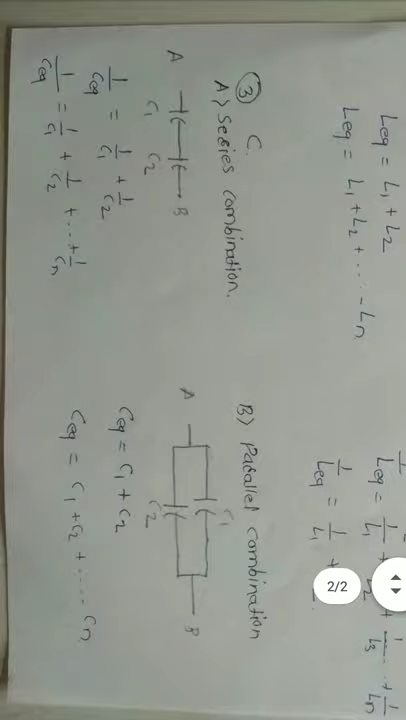 Leq = L1 + L2
Leq = L1 + L2 + ... - Ln
1/Leq = 1/L1 +
1/Leq = 1/L1 + 1/L2 + 1/L3 ... + 1/Ln
③ C.
A) Series combination.
A C1 C2 B
1/Ceq = 1/C1 + 1/C2
1/Ceq = 1/C1 + 1/C2 + ... + 1/Cn
B) Parallel combination
A C1 C2 B
Ceq = C1 + C2
Ceq = C1 + C2 + ..... Cn
2/2